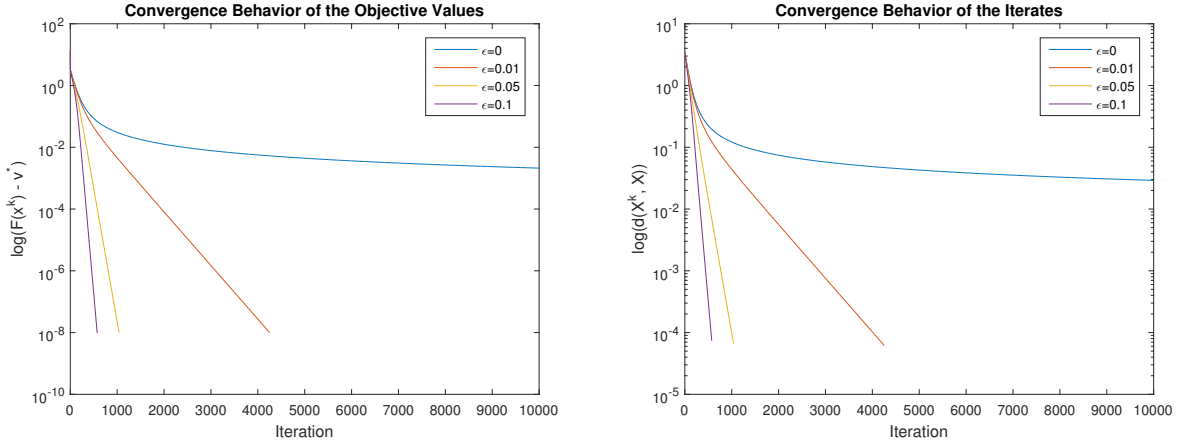 Convergence Behavior of the Objective Values
10^2
10^0
10^-2
10^-4
10^-6
10^-8
10^-10
log(F(x^k) - v^*)
0 1000 2000 3000 4000 5000 6000 7000 8000 9000 10000
Iteration
ϵ=0
ϵ=0.01
ϵ=0.05
ϵ=0.1
Convergence Behavior of the Iterates
10^1
10^0
10^-1
10^-2
10^-3
10^-4
10^-5
log(d(X^k, X))
0 1000 2000 3000 4000 5000 6000 7000 8000 9000 10000
Iteration
ϵ=0
ϵ=0.01
ϵ=0.05
ϵ=0.1